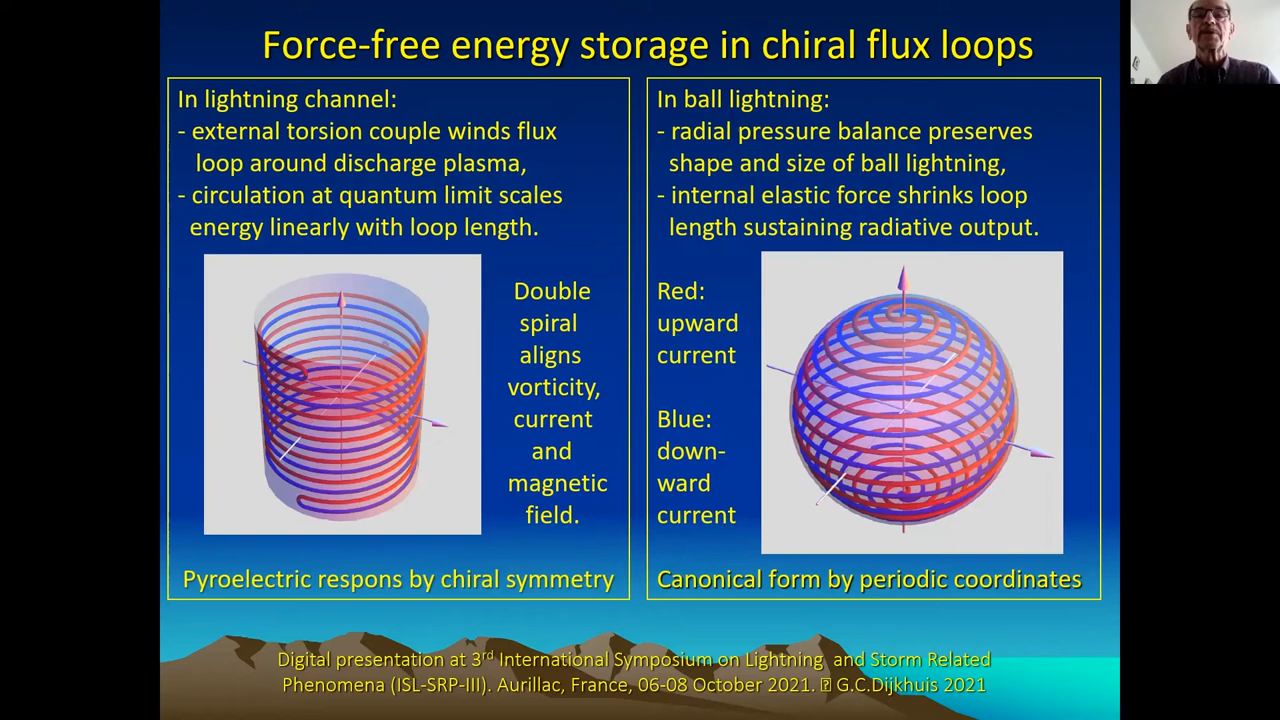 Force-free energy storage in chiral flux loops
In lightning channel:
- external torsion couple winds flux
loop around discharge plasma,
- circulation at quantum limit scales
energy linearly with loop length.
Double
spiral
aligns
vorticity,
current
and
magnetic
field.
Pyroelectric respons by chiral symmetry
In ball lightning:
- radial pressure balance preserves
shape and size of ball lightning,
- internal elastic force shrinks loop
length sustaining radiative output.
Red:
upward
current
Blue:
down-
ward
current
Canonical form by periodic coordinates
Digital presentation at 3rd International Symposium on Lightning and Storm Related
Phenomena (ISL-SRP-III). Aurillac, France, 06-08 October 2021. G.C.Dijkhuis 2021